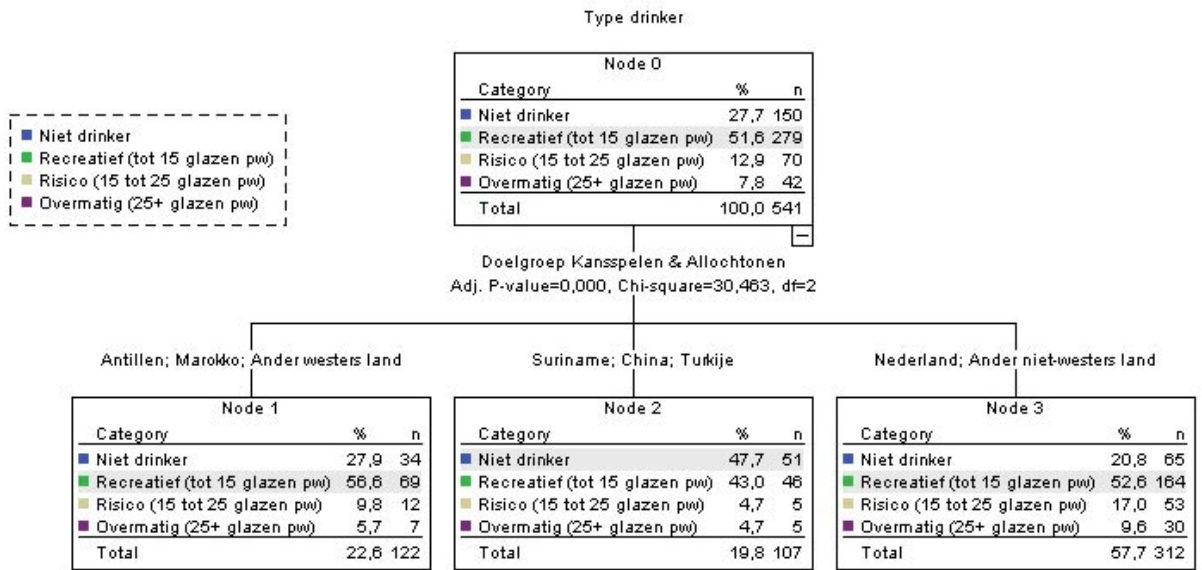 Type drinker
Niet drinker
Recreatief (tot 15 glazen pw)
Risico (15 tot 25 glazen pw)
Overmatig (25+ glazen pw)
Node 0
Category % n
Niet drinker 27,7 150
Recreatief (tot 15 glazen pw) 51,6 279
Risico (15 tot 25 glazen pw) 12,9 70
Overmatig (25+ glazen pw) 7,8 42
Total 100,0 541
Doelgroep Kansspelen & Allochtonen
Adj. P-value=0,000, Chi-square=30,463, df=2
Antillen; Marokko; Ander westers land
Node 1
Category % n
Niet drinker 27,9 34
Recreatief (tot 15 glazen pw) 56,6 69
Risico (15 tot 25 glazen pw) 9,8 12
Overmatig (25+ glazen pw) 5,7 7
Total 22,6 122
Suriname; China; Turkije
Node 2
Category % n
Niet drinker 47,7 51
Recreatief (tot 15 glazen pw) 43,0 46
Risico (15 tot 25 glazen pw) 4,7 5
Overmatig (25+ glazen pw) 4,7 5
Total 19,8 107
Nederland; Ander niet-westers land
Node 3
Category % n
Niet drinker 20,8 65
Recreatief (tot 15 glazen pw) 52,6 164
Risico (15 tot 25 glazen pw) 17,0 53
Overmatig (25+ glazen pw) 9,6 30
Total 57,7 312